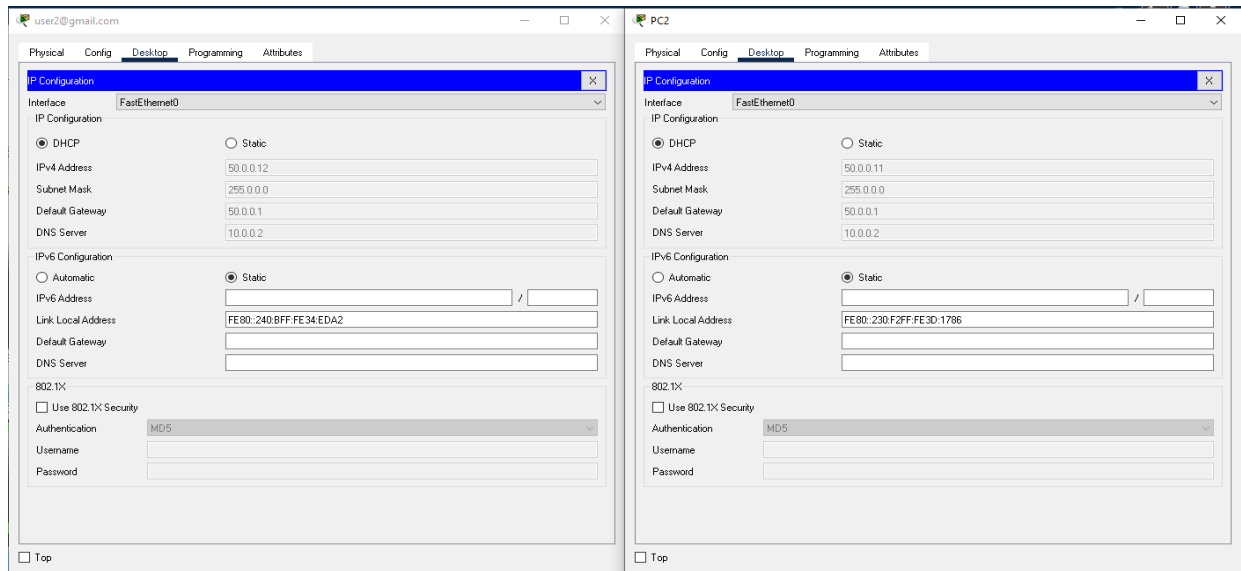 user2@gmail.com
Physical Config Desktop Programming Attributes
IP Configuration X
Interface FastEthernet0
IP Configuration
DHCP Static
IPv4 Address 50.0.0.12
Subnet Mask 255.0.0.0
Default Gateway 50.0.0.1
DNS Server 10.0.0.2
IPv6 Configuration
Automatic Static
IPv6 Address /
Link Local Address FE80::240:BFF:FE34:EDA2
Default Gateway
DNS Server
802.1X
Use 802.1X Security
Authentication MD5
Username
Password
Top
PC2
Physical Config Desktop Programming Attributes
IP Configuration X
Interface FastEthernet0
IP Configuration
DHCP Static
IPv4 Address 50.0.0.11
Subnet Mask 255.0.0.0
Default Gateway 50.0.0.1
DNS Server 10.0.0.2
IPv6 Configuration
Automatic Static
IPv6 Address /
Link Local Address FE80::230:F2FF:FE3D:1786
Default Gateway
DNS Server
802.1X
Use 802.1X Security
Authentication MD5
Username
Password
Top